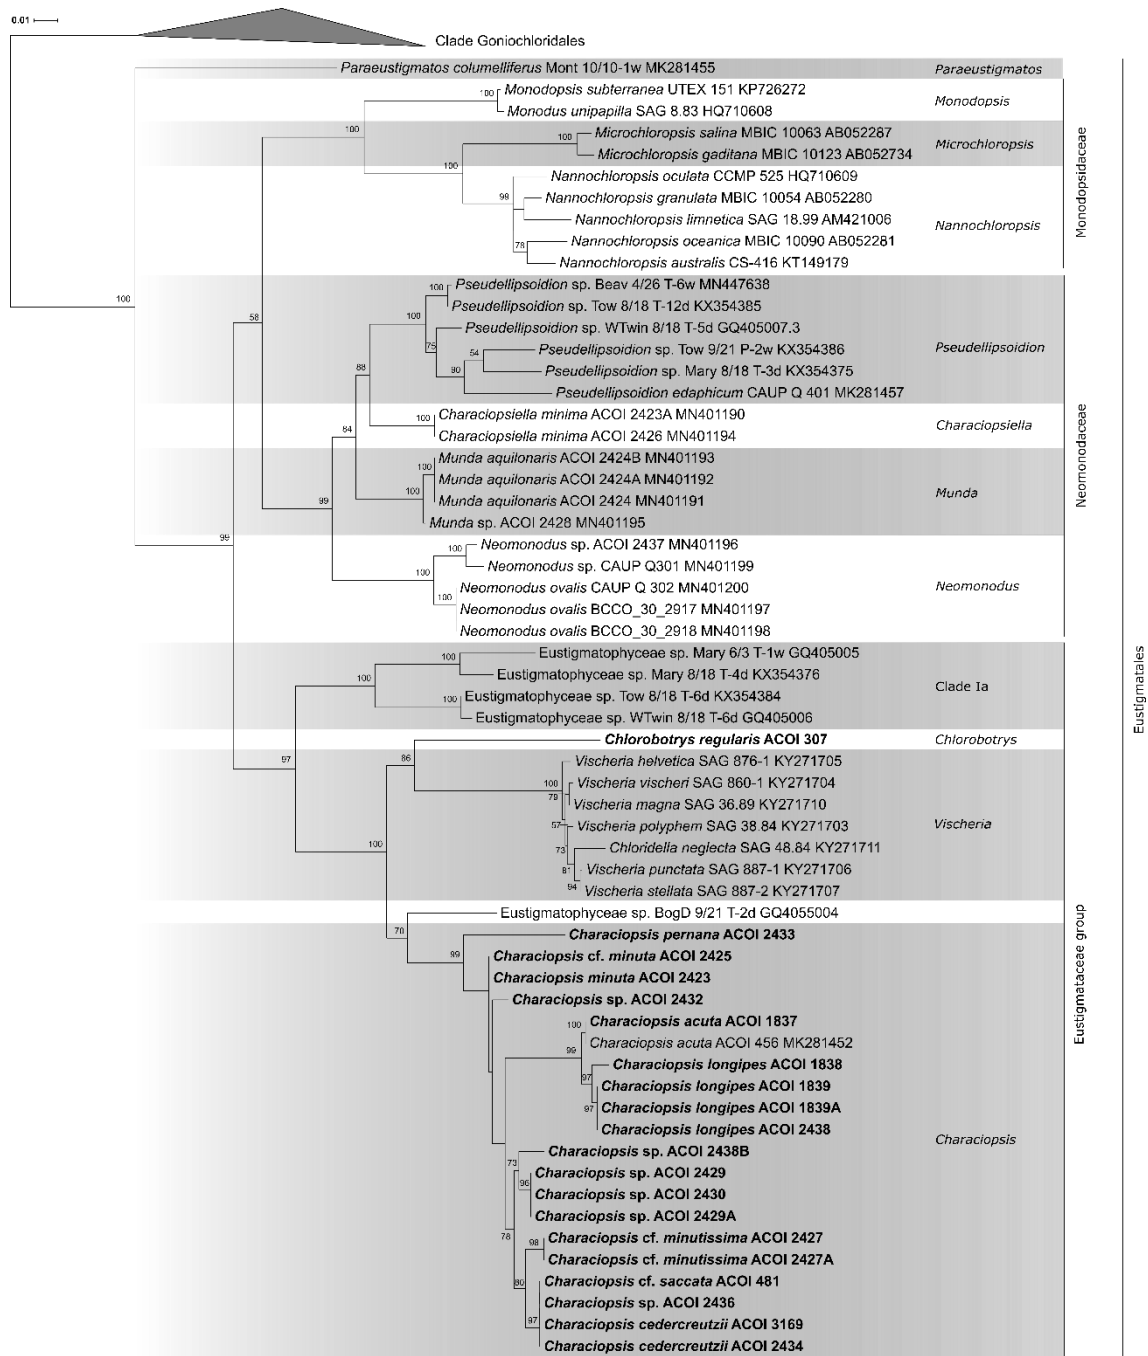 0.01
Clade Goniochloridales
Paraeustigmatos columelliferus Mont 10/10-1w MK281455
Paraeustigmatos
100
Monodopsis subterranea UTEX 151 KP726272
Monodus unipapilla SAG 8.83 HQ710608
Monodopsis
100
100
Microchloropsis salina MBIC 10063 AB052287
Microchloropsis gaditana MBIC 10123 AB052734
Microchloropsis
100
Nannochloropsis oculata CCMP 525 HQ710609
98
Nannochloropsis granulata MBIC 10054 AB052280
Nannochloropsis limnetica SAG 18.99 AM421006
Nannochloropsis
78
Nannochloropsis oceanica MBIC 10090 AB052281
Nannochloropsis australis CS-416 KT149179
Monodopsidaceae
100
58
100
Pseudellipsoidion sp. Beav 4/26 T-6w MN447638
Pseudellipsoidion sp. Tow 8/18 T-12d KX354385
100
Pseudellipsoidion sp. WTwin 8/18 T-5d GQ405007.3
75
54
Pseudellipsoidion sp. Tow 9/21 P-2w KX354386
Pseudellipsoidion
88
90
Pseudellipsoidion sp. Mary 8/18 T-3d KX354375
Pseudellipsoidion edaphicum CAUP Q 401 MK281457
100
Characiopsiella minima ACOI 2423A MN401190
Characiopsiella minima ACOI 2426 MN401194
Characiopsiella
84
100
Munda aquilonaris ACOI 2424B MN401193
Munda aquilonaris ACOI 2424A MN401192
100
Munda aquilonaris ACOI 2424 MN401191
Munda sp. ACOI 2428 MN401195
Munda
99
99
100
Neomonodus sp. ACOI 2437 MN401196
Neomonodus sp. CAUP Q301 MN401199
100
Neomonodus ovalis CAUP Q 302 MN401200
100
Neomonodus ovalis BCCO_30_2917 MN401197
Neomonodus ovalis BCCO_30_2918 MN401198
Neomonodus
Neomonodaceae
100
Eustigmatophyceae sp. Mary 6/3 T-1w GQ405005
100
Eustigmatophyceae sp. Mary 8/18 T-4d KX354376
Clade Ia
100
Eustigmatophyceae sp. Tow 8/18 T-6d KX354384
Eustigmatophyceae sp. WTwin 8/18 T-6d GQ405006
Chlorobotrys regularis ACOI 307
Chlorobotrys
97
86
Vischeria helvetica SAG 876-1 KY271705
100
Vischeria vischeri SAG 860-1 KY271704
79
Vischeria magna SAG 36.89 KY271710
57
Vischeria polyphem SAG 38.84 KY271703
Vischeria
73
Chloridella neglecta SAG 48.84 KY271711
81
Vischeria punctata SAG 887-1 KY271706
94
Vischeria stellata SAG 887-2 KY271707
100
Eustigmatophyceae sp. BogD 9/21 T-2d GQ4055004
70
Characiopsis pernana ACOI 2433
99
Characiopsis cf. minuta ACOI 2425
Characiopsis minuta ACOI 2423
Characiopsis sp. ACOI 2432
100
Characiopsis acuta ACOI 1837
99
Characiopsis acuta ACOI 456 MK281452
Characiopsis longipes ACOI 1838
97
Characiopsis longipes ACOI 1839
97
Characiopsis longipes ACOI 1839A
Characiopsis longipes ACOI 2438
Characiopsis
Characiopsis sp. ACOI 2438B
73
Characiopsis sp. ACOI 2429
96
Characiopsis sp. ACOI 2430
Characiopsis sp. ACOI 2429A
78
98
Characiopsis cf. minutissima ACOI 2427
Characiopsis cf. minutissima ACOI 2427A
80
Characiopsis cf. saccata ACOI 481
Characiopsis sp. ACOI 2436
97
Characiopsis cedercreutzii ACOI 3169
Characiopsis cedercreutzii ACOI 2434
Eustigmataceae group
Eustigmatales